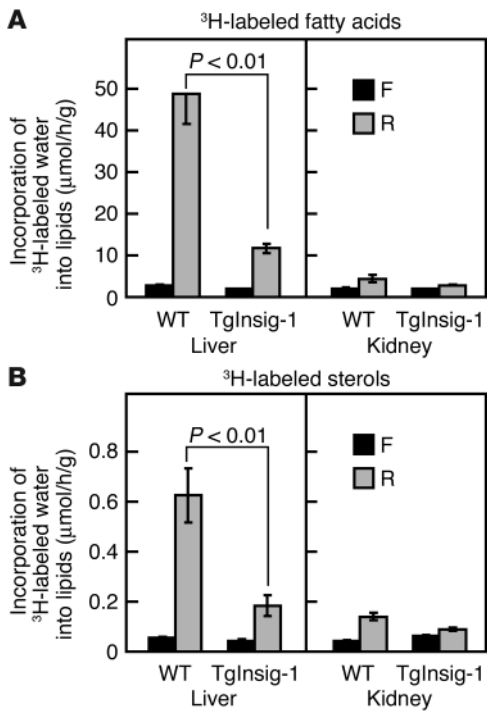 A
³H-labeled fatty acids
Incorporation of
³H-labeled water
into lipids (μmol/h/g)
50
40
30
20
10
0
P < 0.01
F
R
WT TgInsig-1 WT TgInsig-1
Liver Kidney
B
³H-labeled sterols
Incorporation of
³H-labeled water
into lipids (μmol/h/g)
0.8
0.6
0.4
0.2
0
P < 0.01
F
R
WT TgInsig-1 WT TgInsig-1
Liver Kidney